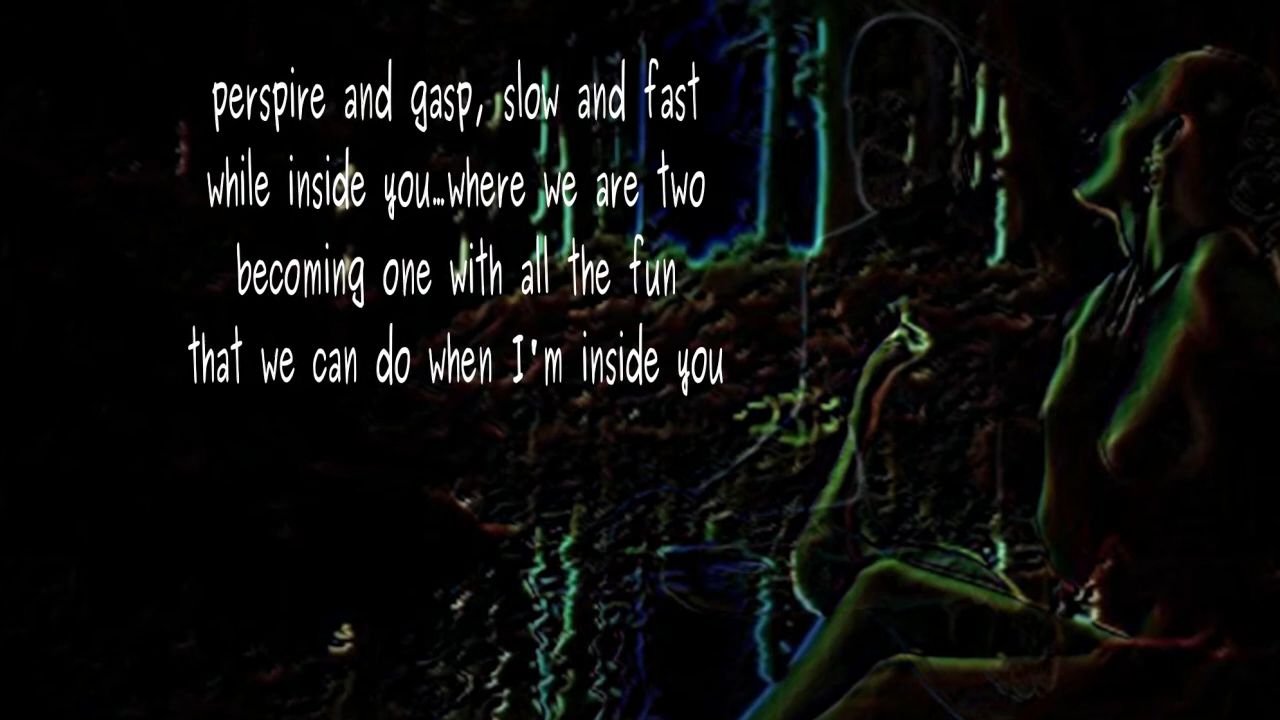 perspire and gasp, slow and fast
while inside you...where we are two
becoming one with all the fun
that we can do when I'm inside you